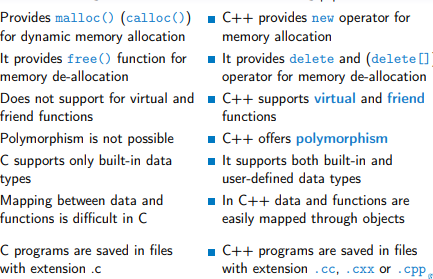 Provides malloc() (calloc())
for dynamic memory allocation
It provides free() function for
memory de-allocation
Does not support for virtual and
friend functions
Polymorphism is not possible
C supports only built-in data
types
Mapping between data and
functions is difficult in C
C programs are saved in files
with extension .c
C++ provides new operator for
memory allocation
It provides delete and (delete[])
operator for memory de-allocation
C++ supports virtual and friend
functions
C++ offers polymorphism
It supports both built-in and
user-defined data types
In C++ data and functions are
easily mapped through objects
C++ programs are saved in files
with extension .cc, .cxx or .cpp